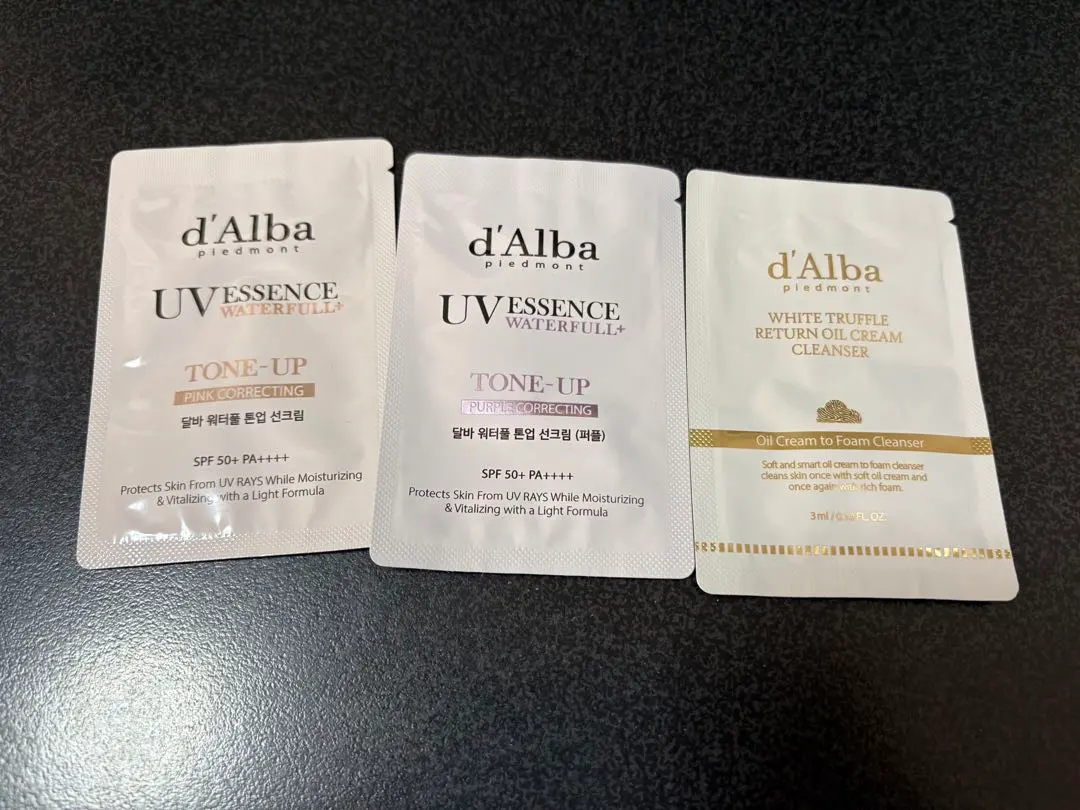 d'Alba
piedmont
UV ESSENCE
WATERFULL+
TONE-UP
PINK CORRECTING
달바 워터풀 톤업 선크림
SPF 50+ PA++++
Protects Skin From UV RAYS While Moisturizing
& Vitalizing with a Light Formula
d'Alba
piedmont
UV ESSENCE
WATERFULL+
TONE-UP
PURPLE CORRECTING
달바 워터풀 톤업 선크림 (퍼플)
SPF 50+ PA++++
Protects Skin From UV RAYS While Moisturizing
& Vitalizing with a Light Formula
d'Alba
piedmont
WHITE TRUFFLE
RETURN OIL CREAM
CLEANSER
Oil Cream to Foam Cleanser
Soft and smart oil cream to foam cleanser
cleans skin once with soft oil cream and
once again with rich foam.
3ml / FL. OZ.